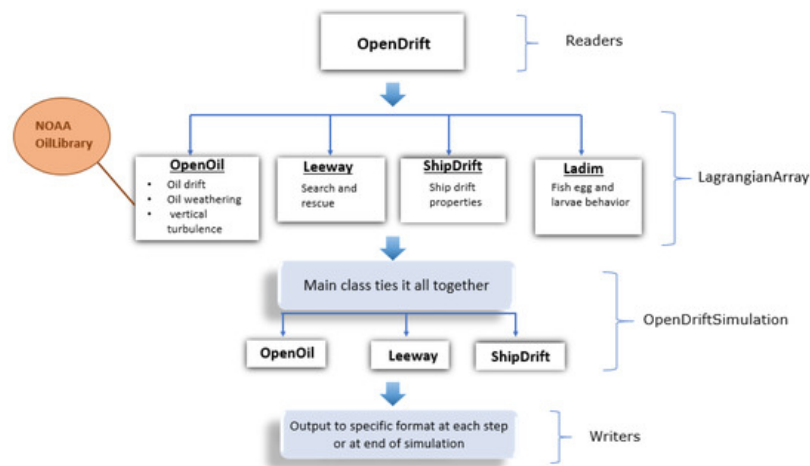 OpenDrift
Readers
NOAA
OilLibrary
OpenOil
• Oil drift
• Oil weathering
• vertical
turbulence
Leeway
Search and
rescue
ShipDrift
Ship drift
properties
Ladim
Fish egg and
larvae behavior
LagrangianArray
Main class ties it all together
OpenDriftSimulation
OpenOil
Leeway
ShipDrift
Output to specific format at each step
or at end of simulation
Writers